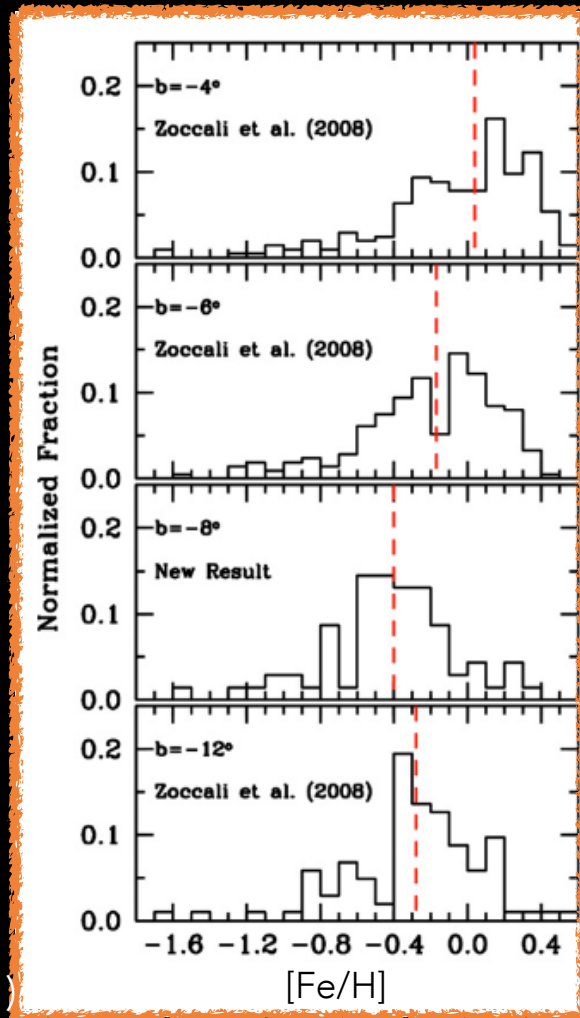 0.2
b=−4°
Zoccali et al. (2008)
0.1
0.0
0.2
b=−6°
Zoccali et al. (2008)
0.1
0.0
0.2
b=−8°
New Result
0.1
0.0
0.2
b=−12°
Zoccali et al. (2008)
0.1
0.0
Normalized Fraction
−1.6 −1.2 −0.8 −0.4 0.0 0.4
[Fe/H]
)